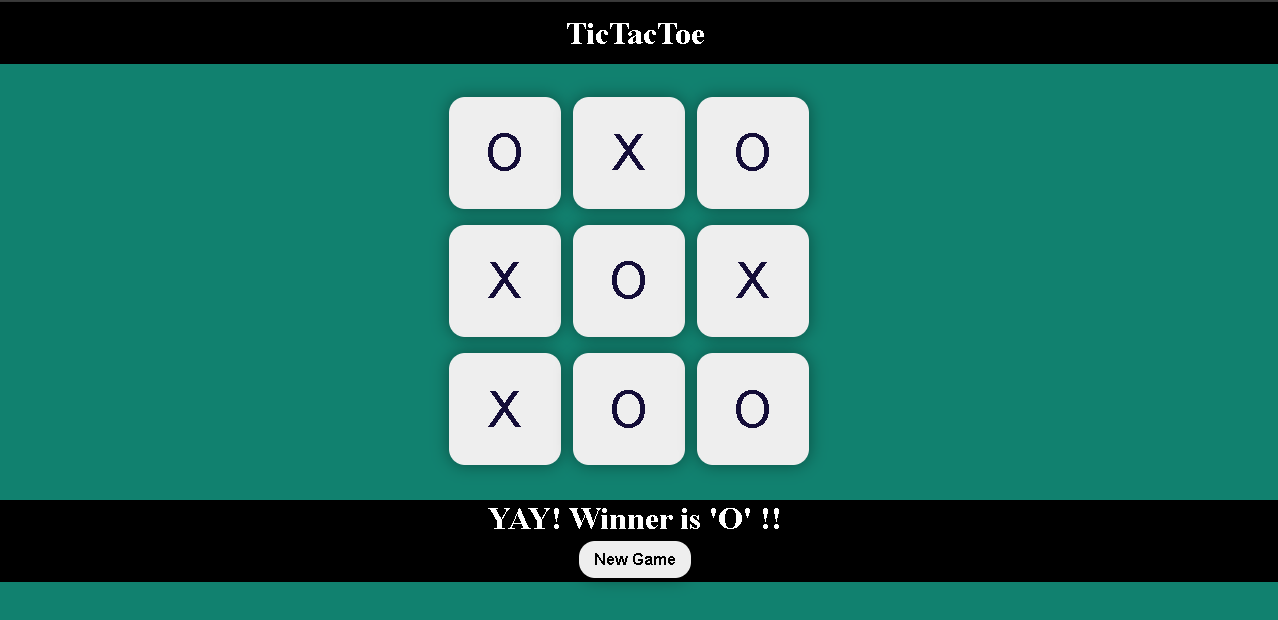 TicTacToe
O X O
X O X
X O O
YAY! Winner is 'O' !!
New Game